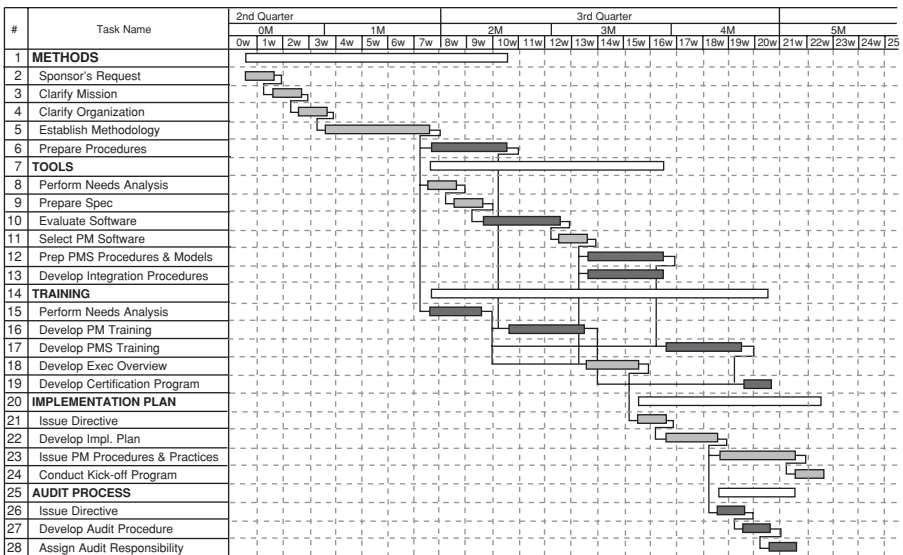 2nd Quarter 3rd Quarter
# Task Name 0M 1M 2M 3M 4M 5M
0w 1w 2w 3w 4w 5w 6w 7w 8w 9w 10w 11w 12w 13w 14w 15w 16w 17w 18w 19w 20w 21w 22w 23w 24w 25
1 METHODS
2 Sponsor's Request
3 Clarify Mission
4 Clarify Organization
5 Establish Methodology
6 Prepare Procedures
7 TOOLS
8 Perform Needs Analysis
9 Prepare Spec
10 Evaluate Software
11 Select PM Software
12 Prep PMS Procedures & Models
13 Develop Integration Procedures
14 TRAINING
15 Perform Needs Analysis
16 Develop PM Training
17 Develop PMS Training
18 Develop Exec Overview
19 Develop Certification Program
20 IMPLEMENTATION PLAN
21 Issue Directive
22 Develop Impl. Plan
23 Issue PM Procedures & Practices
24 Conduct Kick-off Program
25 AUDIT PROCESS
26 Issue Directive
27 Develop Audit Procedure
28 Assign Audit Responsibility